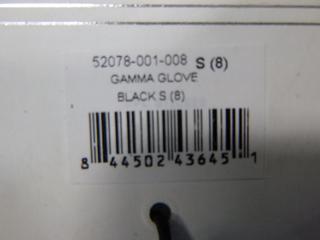 52078-001-008 S (8)
GAMMA GLOVE
BLACK S (8)
8 44502 43645 1